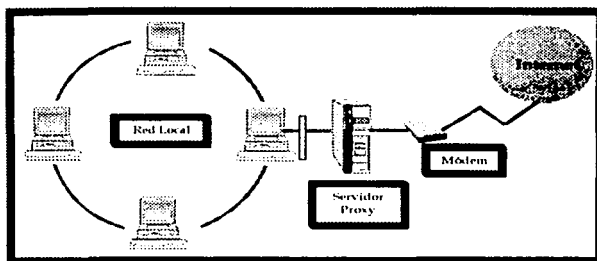 Internet
Red Local
Módem
Servidor
Proxy